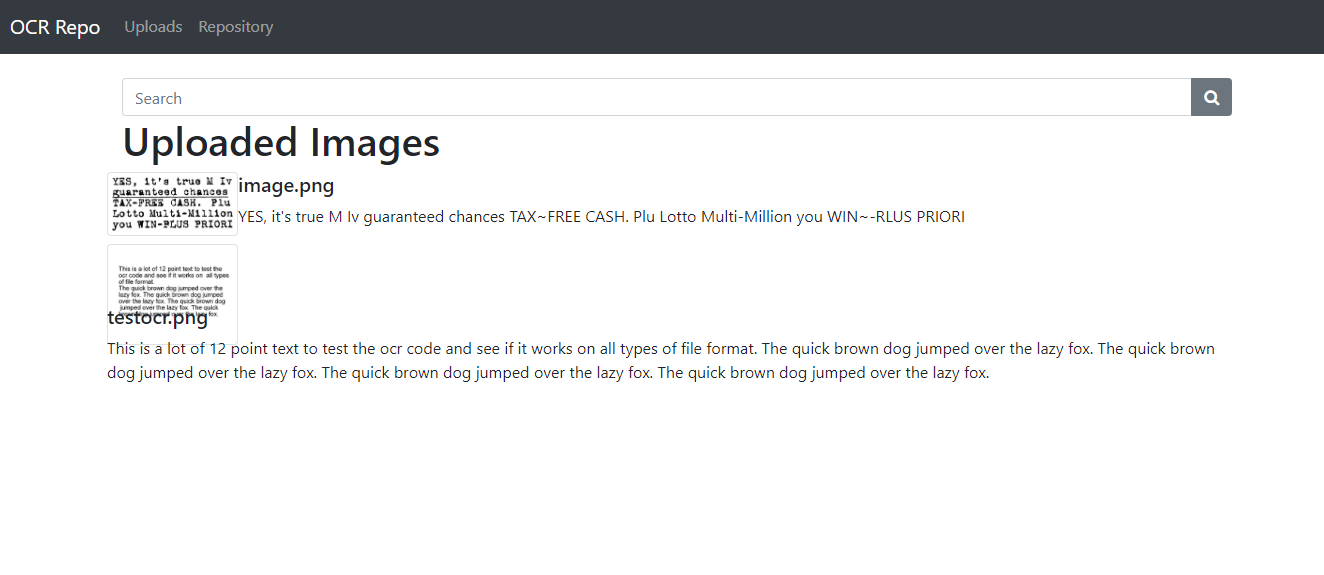 OCR Repo Uploads Repository
Search
Uploaded Images
YES, it's true M Iv
guaranteed chances
TAX-FREE CASH. Plu
Lotto Multi-Million
you WIN-PLUS PRIORI
image.png
YES, it's true M Iv guaranteed chances TAX~FREE CASH. Plu Lotto Multi-Million you WIN~-RLUS PRIORI
This is a lot of 12 point text to test the
ocr code and see if it works on all types
of file format.
The quick brown dog jumped over the
lazy fox. The quick brown dog jumped
over the lazy fox. The quick brown dog
jumped over the lazy fox. The quick
jumped over the lazy fox.
testocr.png
This is a lot of 12 point text to test the ocr code and see if it works on all types of file format. The quick brown dog jumped over the lazy fox. The quick brown
dog jumped over the lazy fox. The quick brown dog jumped over the lazy fox. The quick brown dog jumped over the lazy fox.